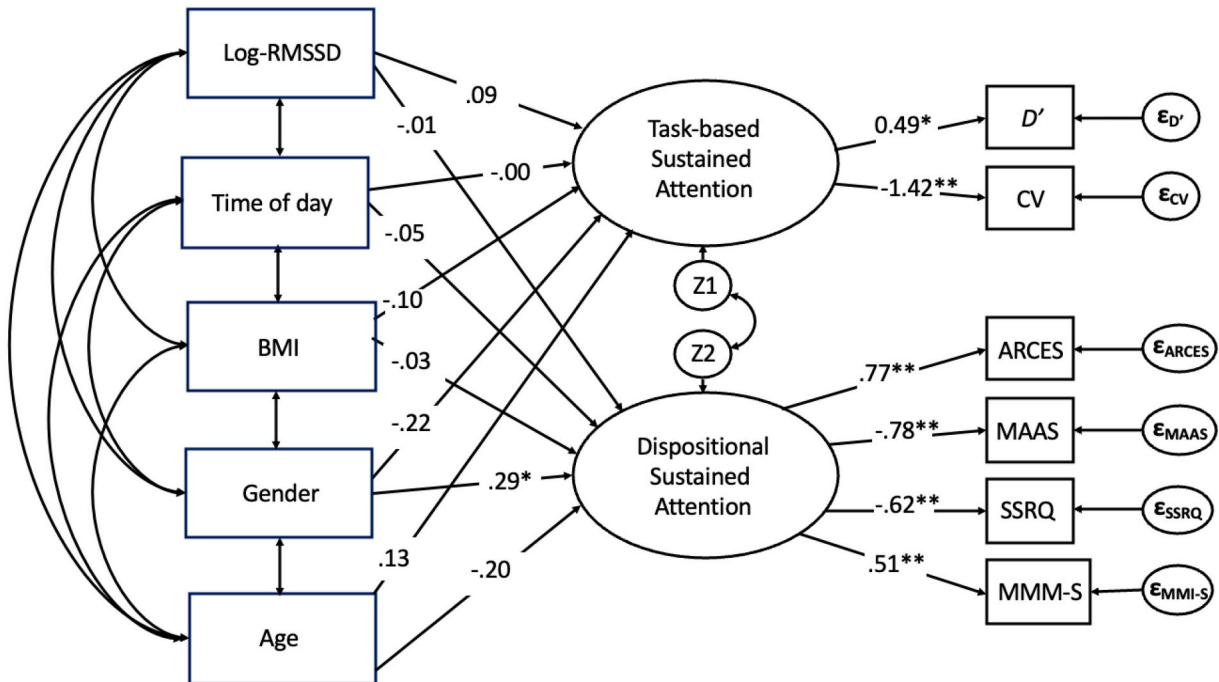 Log-RMSSD
Time of day
BMI
Gender
Age
.09
-.01
-.00
-.05
-.10
-.03
-.22
.29*
.13
-.20
Task-based
Sustained
Attention
Z1
Z2
Dispositional
Sustained
Attention
0.49*
-1.42**
.77**
-.78**
-.62**
.51**
D’
CV
ARCES
MAAS
SSRQ
MMM-S
εD’
εCV
εARCES
εMAAS
εSSRQ
εMMI-S